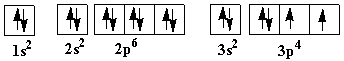 1s² 2s² 2p⁶ 3s² 3p⁴